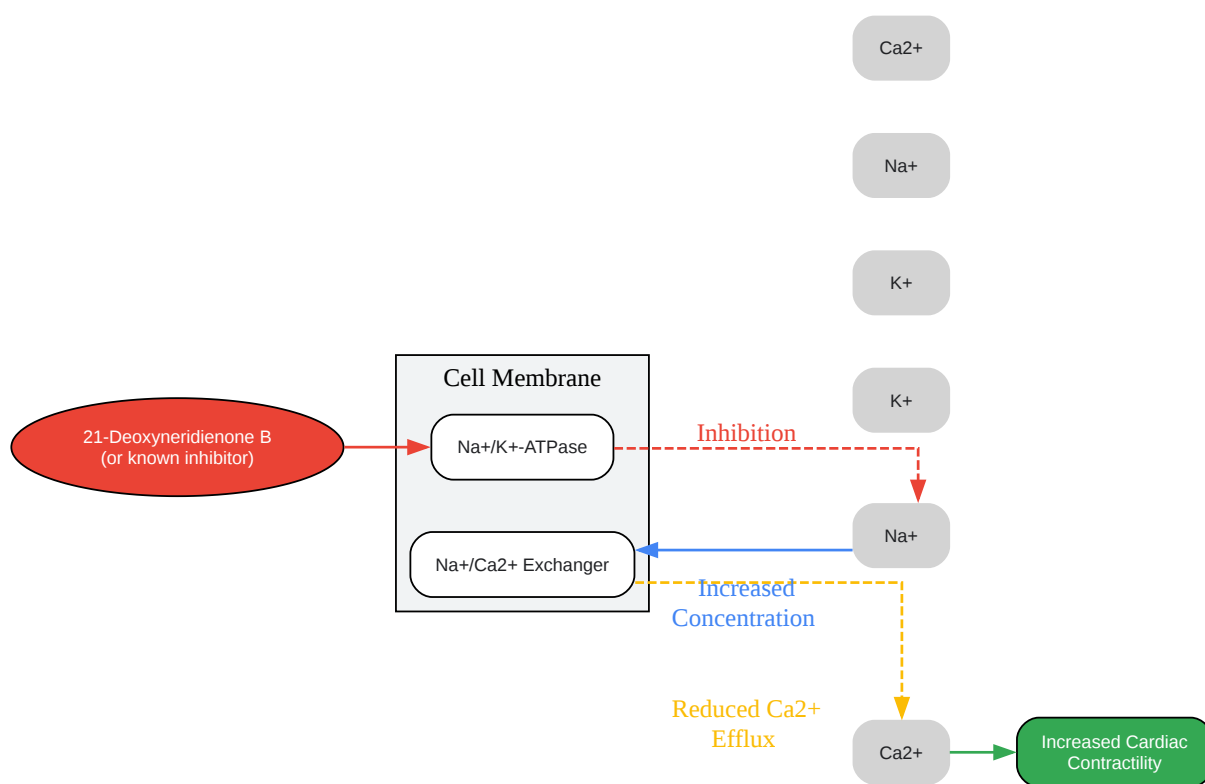 Ca2+
Na+
K+
K+
Cell Membrane
21-Deoxyneridienone B
(or known inhibitor)
Na+/K+-ATPase
Inhibition
Na+
Na+/Ca2+ Exchanger
Increased
Concentration
Reduced Ca2+
Efflux
Ca2+
Increased Cardiac
Contractility